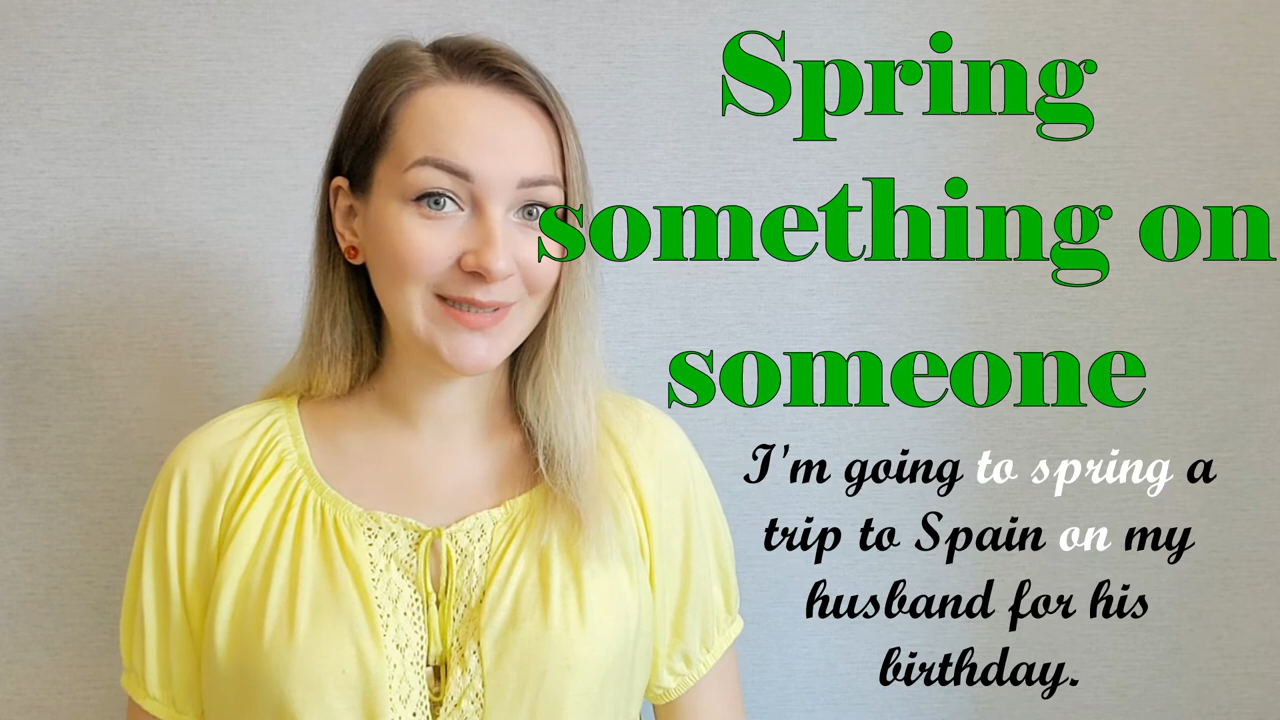 Spring
something on
someone
I'm going to spring a
trip to Spain on my
husband for his
birthday.